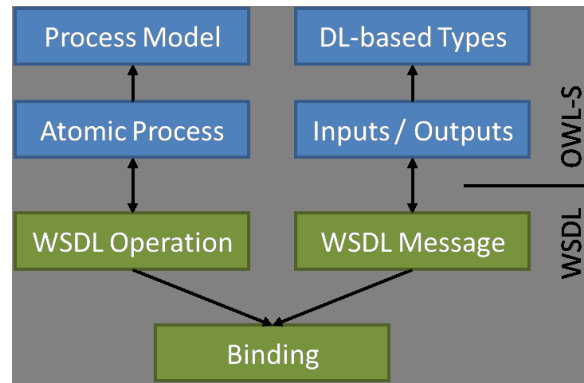 Process Model
DL-based Types
Atomic Process
Inputs / Outputs
OWL-S
WSDL Operation
WSDL Message
WSDL
Binding